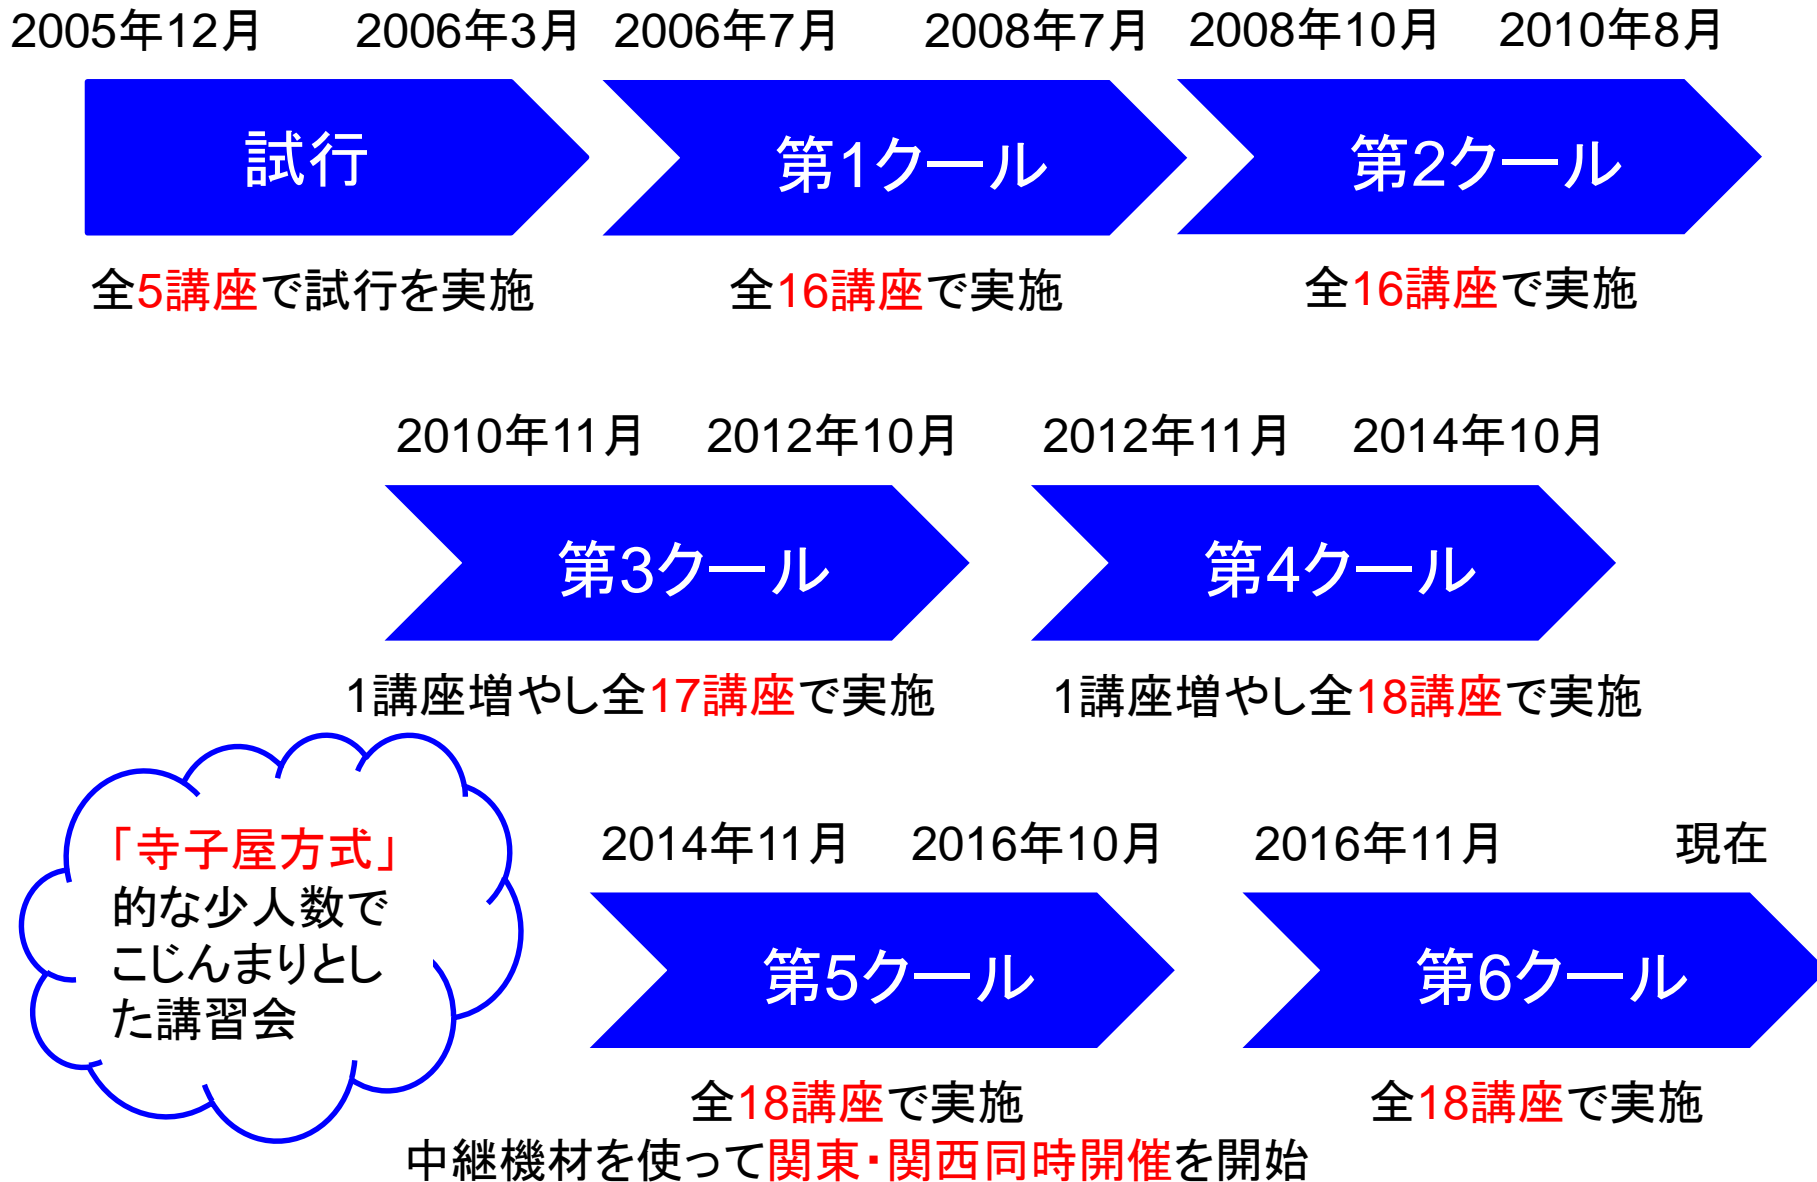 2005年12月 2006年3月 2006年7月 2008年7月 2008年10月 2010年8月
試行 第1クール 第2クール
全5講座で試行を実施 全16講座で実施 全16講座で実施
2010年11月 2012年10月 2012年11月 2014年10月
第3クール 第4クール
1講座増やし全17講座で実施 1講座増やし全18講座で実施
「寺子屋方式」
的な少人数で
こじんまりとし
た講習会
2014年11月 2016年10月 2016年11月 現在
第5クール 第6クール
全18講座で実施 全18講座で実施
中継機材を使って関東・関西同時開催を開始